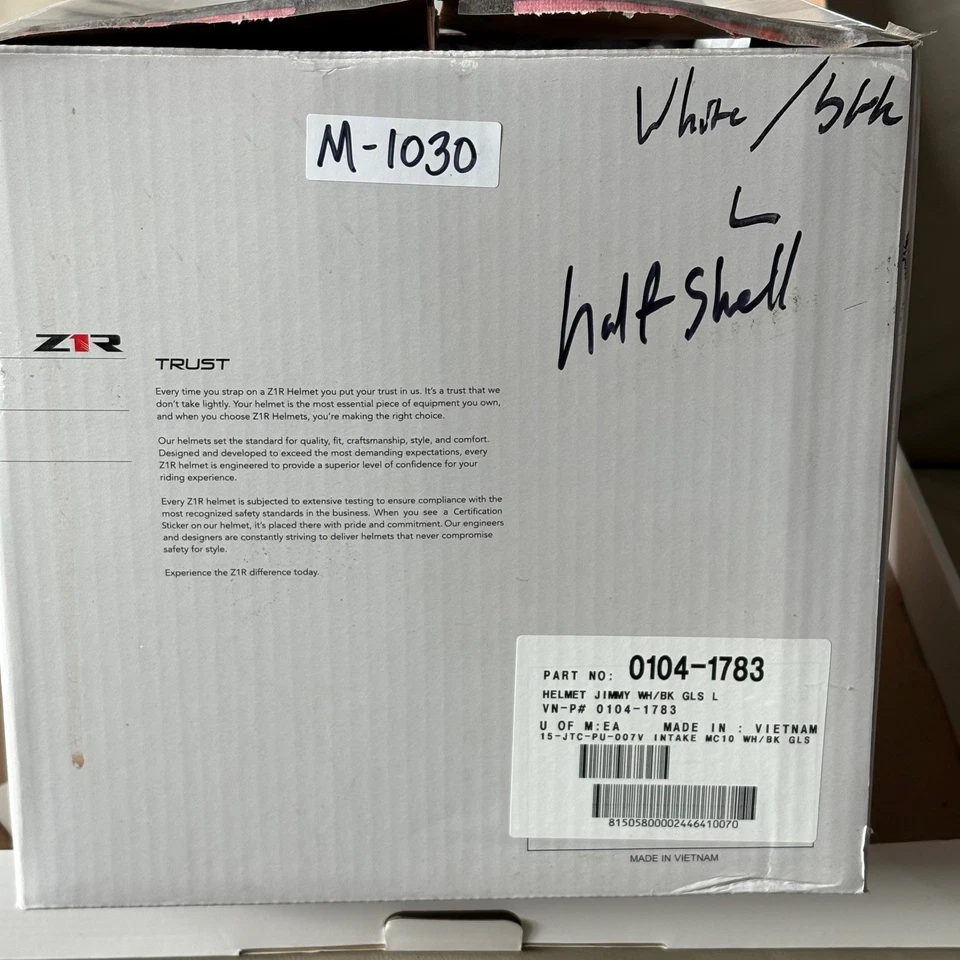 White / blk
M-1030
L
half shell
Z1R
TRUST
Every time you strap on a Z1R Helmet you put your trust in us. It's a trust that we
don't take lightly. Your helmet is the most essential piece of equipment you own,
and when you choose Z1R Helmets, you're making the right choice.
Our helmets set the standard for quality, fit, craftsmanship, style, and comfort.
Designed and developed to exceed the most demanding expectations, every
Z1R helmet is engineered to provide a superior level of confidence for your
riding experience.
Every Z1R helmet is subjected to extensive testing to ensure compliance with the
most recognized safety standards in the business. When you see a Certification
Sticker on our helmet, it's placed there with pride and commitment. Our engineers
and designers are constantly striving to deliver helmets that never compromise
safety for style.
Experience the Z1R difference today.
PART NO: 0104-1783
HELMET JIMMY WH/BK GLS L
VN-P# 0104-1783
U OF M:EA MADE IN : VIETNAM
15-JTC-PU-007V INTAKE MC10 WH/BK GLS
81505800002446410070
MADE IN VIETNAM